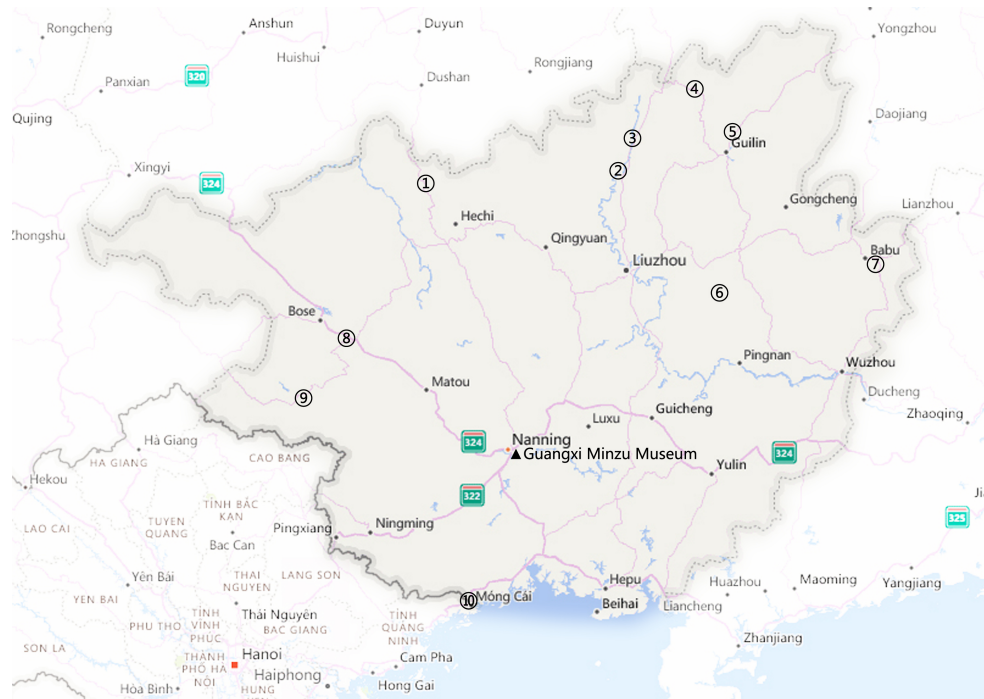 Rongcheng
Anshun
Duyun
Yongzhou
Huishui
Rongjiang
320
Panxian
Dushan
④
Daojiang
Qujing
⑤
Guilin
③
Xingyi
②
324
①
Gongcheng
Lianzhou
Hechi
Qingyuan
Babu
⑦
Liuzhou
⑥
Bose
⑧
Pingnan
Wuzhou
Matou
Ducheng
⑨
Guicheng
Zhaoqing
Luxu
Nanning
324
Hà Giang
▲Guangxi Minzu Museum
324
CAO BANG
HA GIANG
Yulin
Hekou
322
TỈNH BẮC
KẠN
325
LAO CAI
TUYEN
QUANG
Pingxiang
Ningming
Bac Can
Yên Bái
THAI
NGUYEN
LANG SON
Huazhou
Maoming
Yangjiang
Hepu
YEN BAI
⑩
Móng Cái
Beihai
Liancheng
TỈNH
VĨNH
PHÚC
Thái Nguyên
PHU THO
BAC GIANG
TỈNH
QUẢNG
NINH
Zhanjiang
SON LA
THÀNH
PHỐ HÀ
NỘI
Hanoi
Cam Pha
Haiphong
Hòa Bình
HUNG
Hong Gai